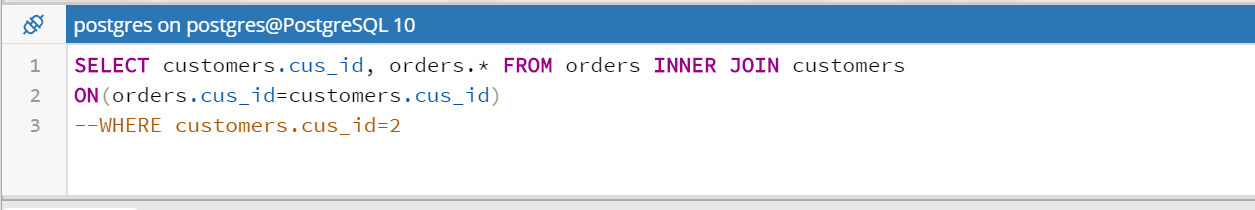 postgres on postgres@PostgreSQL 10
1 SELECT customers.cus_id, orders.* FROM orders INNER JOIN customers
2 ON(orders.cus_id=customers.cus_id)
3 --WHERE customers.cus_id=2